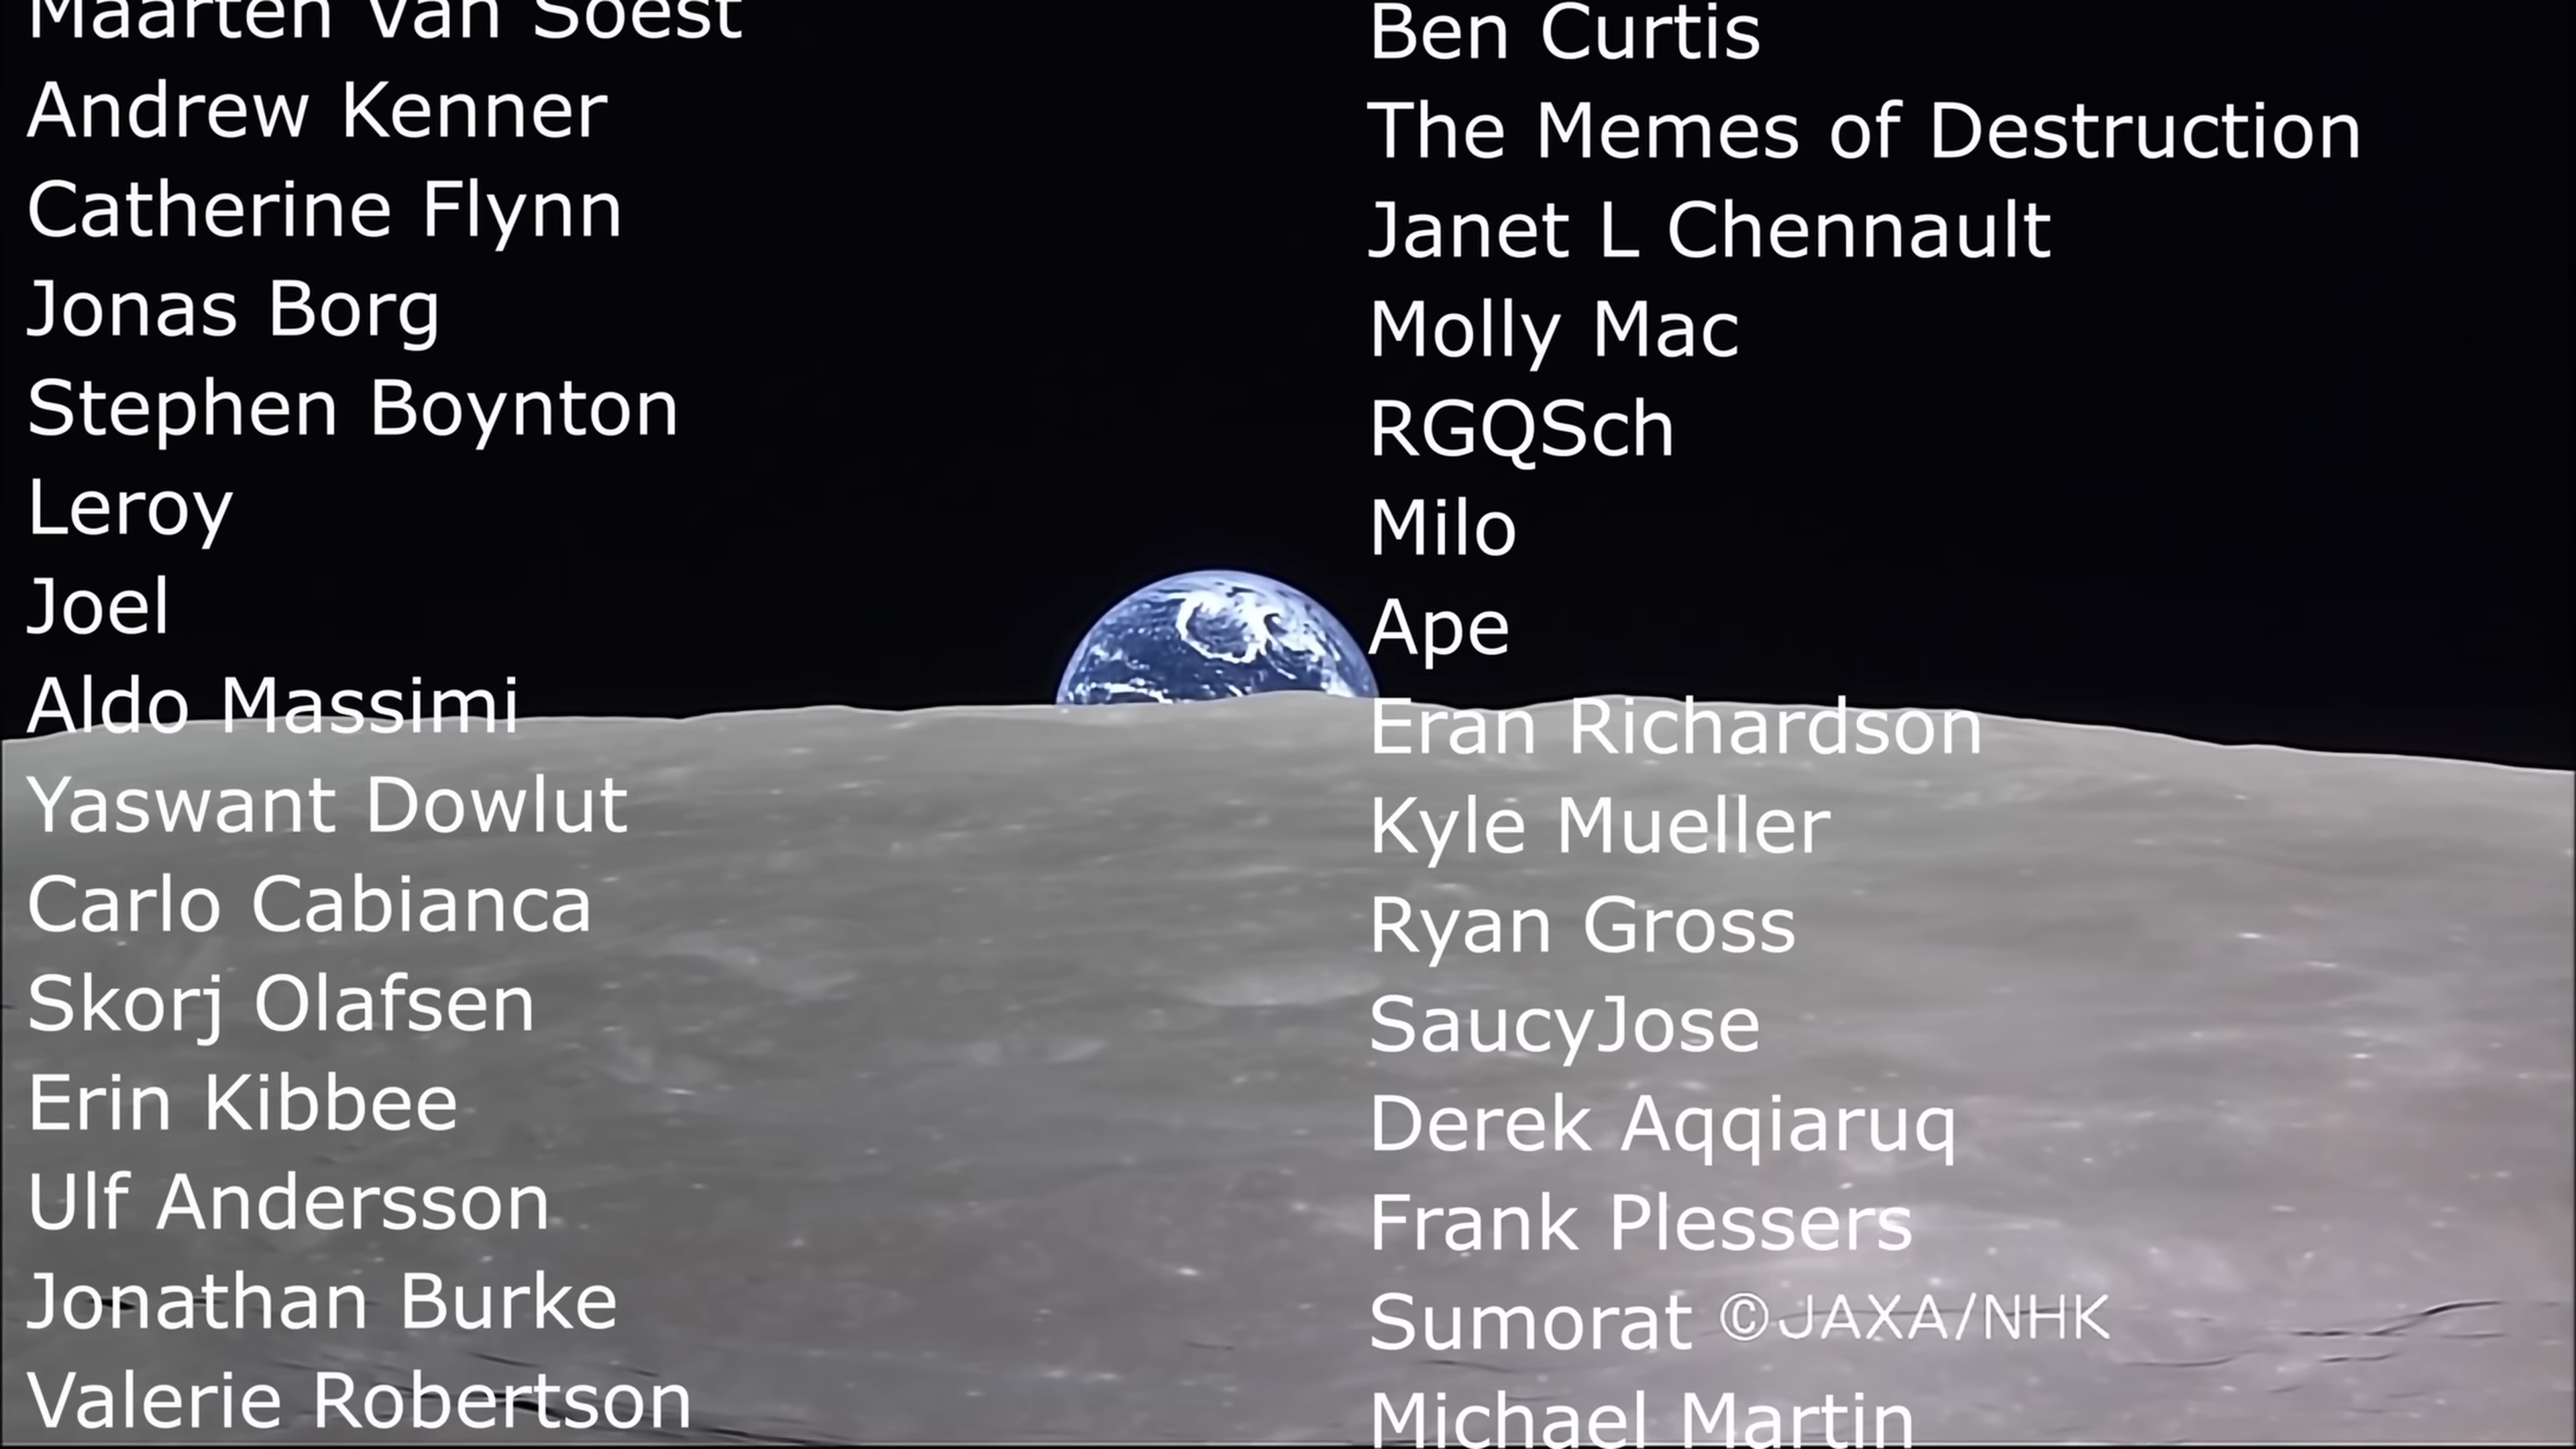 Maarten Van Soest
Andrew Kenner
Catherine Flynn
Jonas Borg
Stephen Boynton
Leroy
Joel
Aldo Massimi
Yaswant Dowlut
Carlo Cabianca
Skorj Olafsen
Erin Kibbee
Ulf Andersson
Jonathan Burke
Valerie Robertson
Ben Curtis
The Memes of Destruction
Janet L Chennault
Molly Mac
RGQSch
Milo
Ape
Eran Richardson
Kyle Mueller
Ryan Gross
SaucyJose
Derek Aqqiaruq
Frank Plessers
Sumorat
©JAXA/NHK
Michael Martin